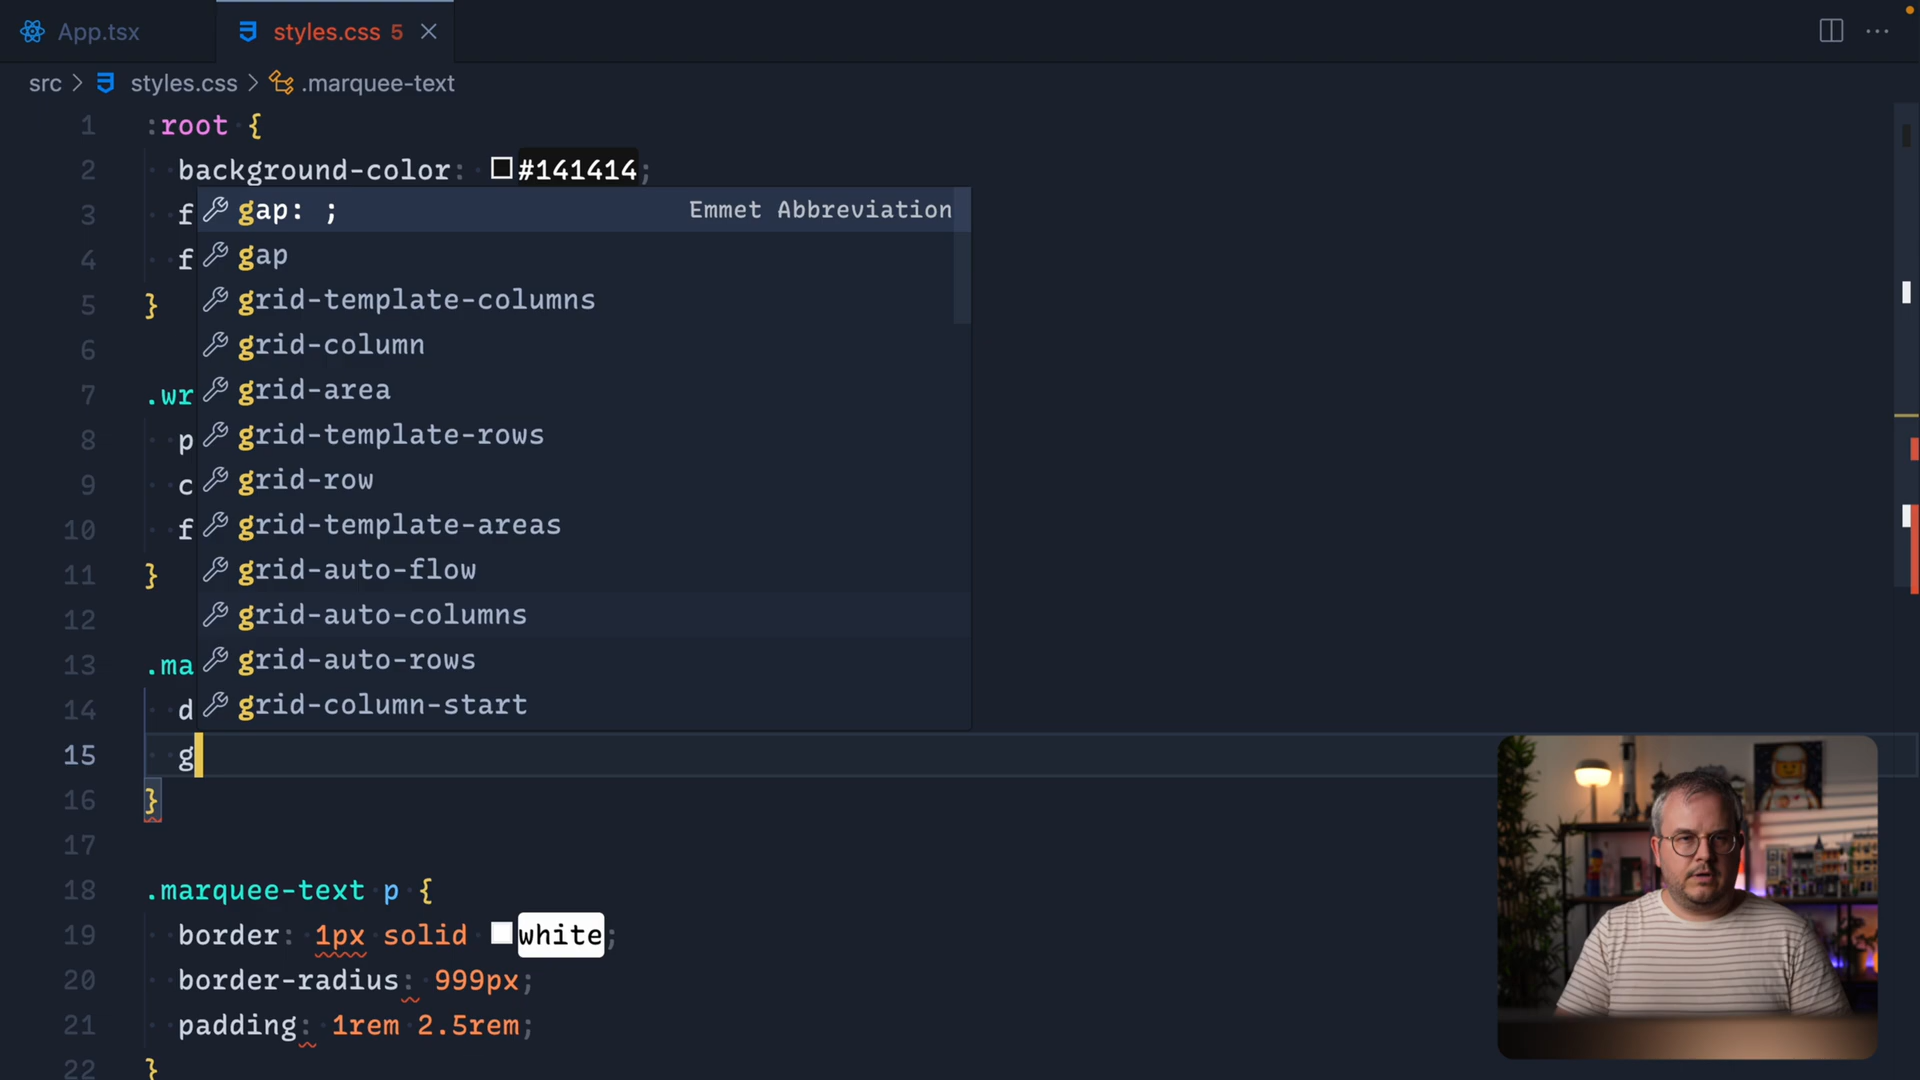 App.tsx
styles.css 5
src > styles.css > .marquee-text
1 :root {
2 background-color: #141414;
3 f
gap: ; Emmet Abbreviation
4 f
gap
grid-template-columns
5 }
6
grid-column
7 .wr
grid-area
8 p
grid-template-rows
9 c
grid-row
10 f
grid-template-areas
11 }
grid-auto-flow
12
grid-auto-columns
13 .ma
grid-auto-rows
14 d
grid-column-start
15 g
16 }
17
18 .marquee-text p {
19 border: 1px solid white;
20 border-radius: 999px;
21 padding: 1rem 2.5rem;
22 }